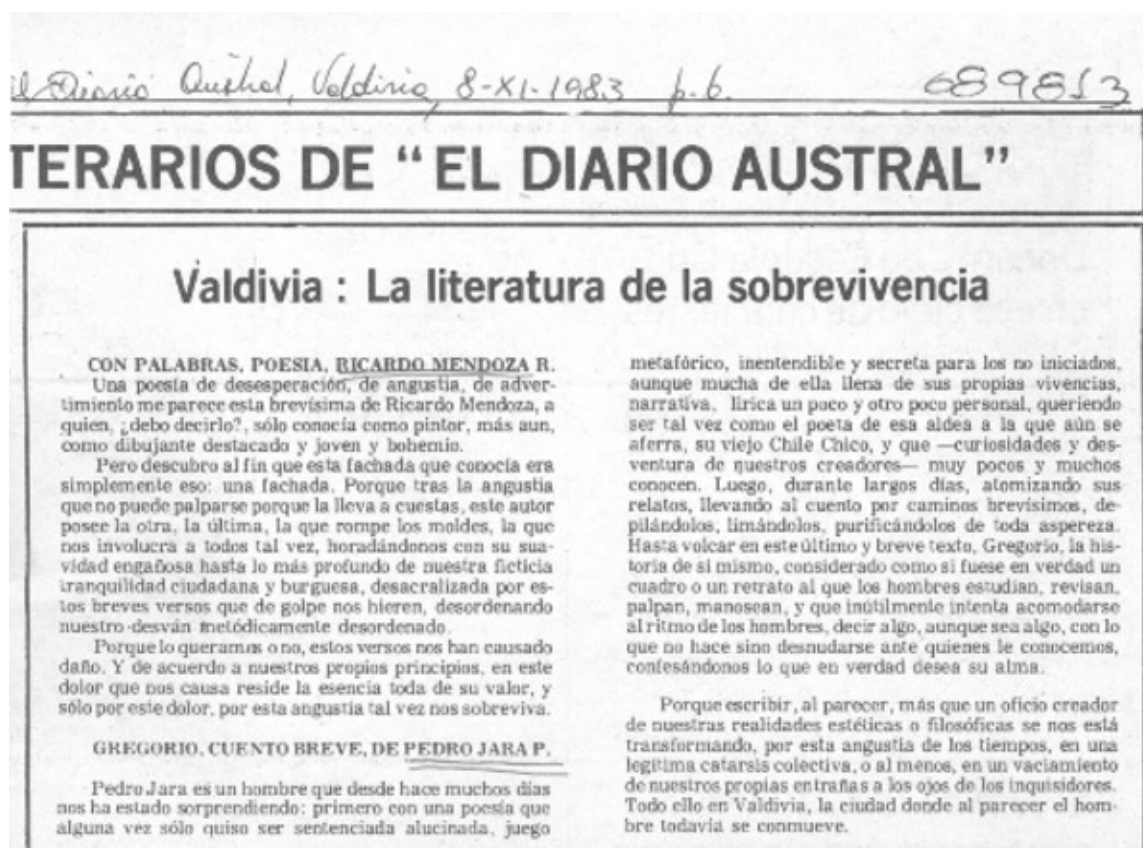 el Diario Austral, Valdivia, 8-XI-1983 p.6.
689813
TERARIOS DE “EL DIARIO AUSTRAL”
Valdivia : La literatura de la sobrevivencia
CON PALABRAS, POESIA, RICARDO MENDOZA R.
Una poesía de desesperación, de angustia, de adver-
timiento me parece esta brevísima de Ricardo Mendoza, a
quien, ¿debo decirlo?, sólo conocía como pintor, más aun,
como dibujante destacado y joven y bohemio.
Pero descubro al fin que esta fachada que conocía era
simplemente eso: una fachada. Porque tras la angustia
que no puede palparse porque la lleva a cuestas, este autor
posee la otra, la última, la que rompe los moldes, la que
nos involucra a todos tal vez, horadándonos con su sua-
vidad engañosa hasta lo más profundo de nuestra ficticia
tranquilidad ciudadana y burguesa, desacralizada por es-
tos breves versos que de golpe nos hieren, desordenando
nuestro desván metódicamente desordenado.
Porque lo queramos o no, estos versos nos han causado
daño. Y de acuerdo a nuestros propios principios, en este
dolor que nos causa reside la esencia toda de su valor, y
sólo por este dolor, por esta angustia tal vez nos sobreviva.
GREGORIO, CUENTO BREVE, DE PEDRO JARA P.
Pedro Jara es un hombre que desde hace muchos días
nos ha estado sorprendiendo: primero con una poesía que
alguna vez sólo quiso ser sentenciada alucinada, juego
metafórico, inentendible y secreta para los no iniciados,
aunque mucha de ella llena de sus propias vivencias,
narrativa, lírica un poco y otro poco personal, queriendo
ser tal vez como el poeta de esa aldea a la que aún se
aferra, su viejo Chile Chico, y que —curiosidades y des-
ventura de nuestros creadores— muy pocos y muchos
conocen. Luego, durante largos días, atomizando sus
relatos, llevando al cuento por caminos brevísimos, de-
pilándolos, limándolos, purificándolos de toda aspereza.
Hasta volcar en este último y breve texto, Gregorio, la his-
toria de sí mismo, considerado como si fuese en verdad un
cuadro o un retrato al que los hombres estudian, revisan,
palpan, manosean, y que inútilmente intenta acomodarse
al ritmo de los hombres, decir algo, aunque sea algo, con lo
que no hace sino desnudarse ante quienes le conocemos,
confesándonos lo que en verdad desea su alma.
Porque escribir, al parecer, más que un oficio creador
de nuestras realidades estéticas o filosóficas se nos está
transformando, por esta angustia de los tiempos, en una
legítima catarsis colectiva, o al menos, en un vaciamiento
de nuestros propias entrañas a los ojos de los inquisidores.
Todo ello en Valdivia, la ciudad donde al parecer el hom-
bre todavía se conmueve.